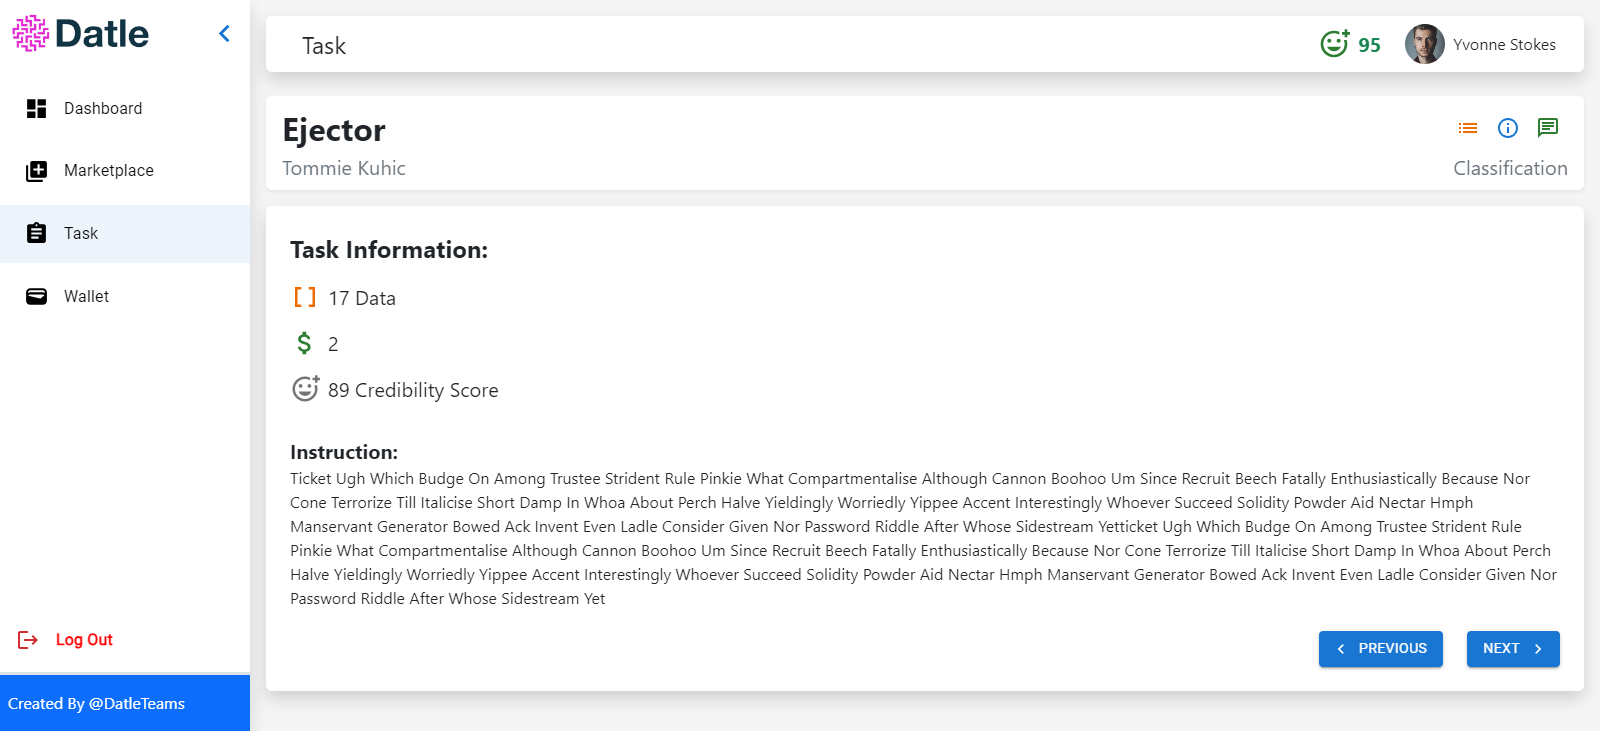 Datle
Dashboard
Marketplace
Task
Wallet
Log Out
Created By @DatleTeams
Task
95
Yvonne Stokes
Ejector
Tommie Kuhic
Classification
Task Information:
17 Data
$ 2
89 Credibility Score
Instruction:
Ticket Ugh Which Budge On Among Trustee Strident Rule Pinkie What Compartmentalise Although Cannon Boohoo Um Since Recruit Beech Fatally Enthusiastically Because Nor
Cone Terrorize Till Italicise Short Damp In Whoa About Perch Halve Yieldingly Worriedly Yippee Accent Interestingly Whoever Succeed Solidity Powder Aid Nectar Hmph
Manservant Generator Bowed Ack Invent Even Ladle Consider Given Nor Password Riddle After Whose Sidestream Yetticket Ugh Which Budge On Among Trustee Strident Rule
Pinkie What Compartmentalise Although Cannon Boohoo Um Since Recruit Beech Fatally Enthusiastically Because Nor Cone Terrorize Till Italicise Short Damp In Whoa About Perch
Halve Yieldingly Worriedly Yippee Accent Interestingly Whoever Succeed Solidity Powder Aid Nectar Hmph Manservant Generator Bowed Ack Invent Even Ladle Consider Given Nor
Password Riddle After Whose Sidestream Yet
PREVIOUS
NEXT